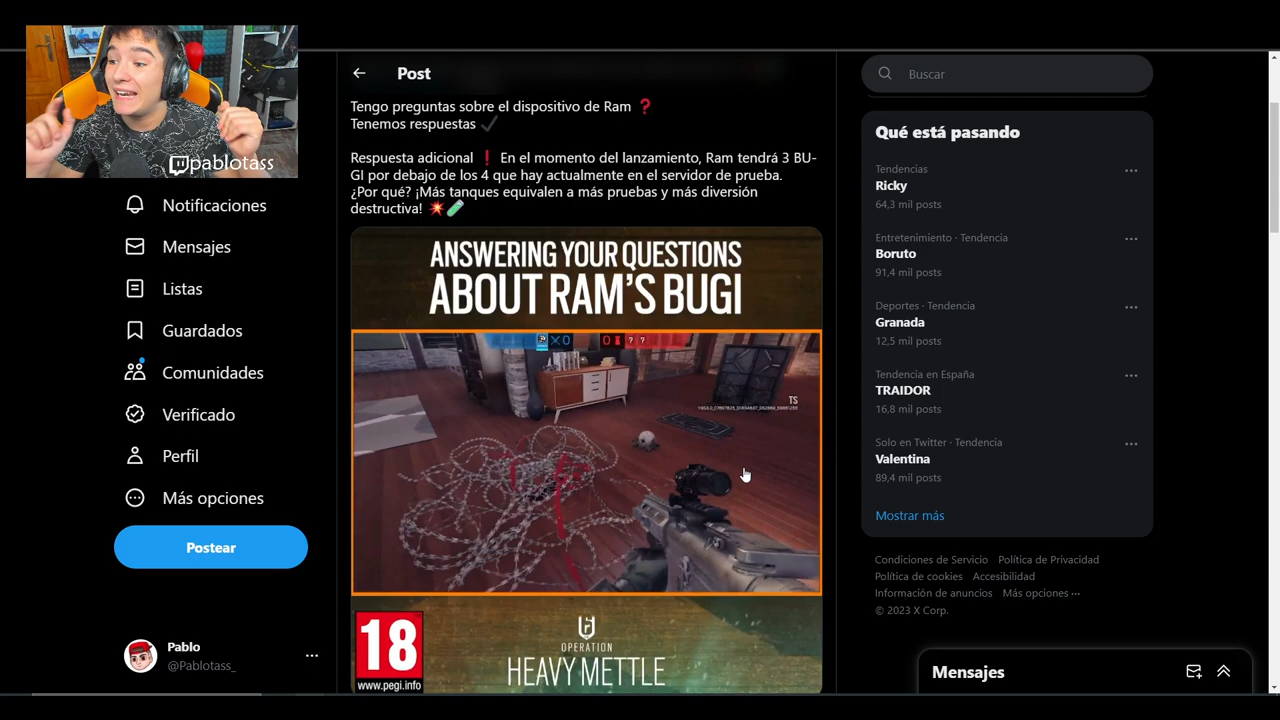 pablotass
Notificaciones
Mensajes
Listas
Guardados
Comunidades
Verificado
Perfil
Más opciones
Postear
Pablo
@Pablotass_
Post
Tengo preguntas sobre el dispositivo de Ram ❓
Tenemos respuestas ✔
Respuesta adicional ❗ En el momento del lanzamiento, Ram tendrá 3 BU-
GI por debajo de los 4 que hay actualmente en el servidor de prueba.
¿Por qué? ¡Más tanques equivalen a más pruebas y más diversión
destructiva! 💥🧪
ANSWERING YOUR QUESTIONS
ABOUT RAM'S BUGI
0 0 ? ?
TS
18
www.pegi.info
OPERATION
HEAVY METTLE
Buscar
Qué está pasando
Tendencias
Ricky
64,3 mil posts
Entretenimiento · Tendencia
Boruto
91,4 mil posts
Deportes · Tendencia
Granada
12,5 mil posts
Tendencia en España
TRAIDOR
16,8 mil posts
Solo en Twitter · Tendencia
Valentina
89,4 mil posts
Mostrar más
Condiciones de Servicio Política de Privacidad
Política de cookies Accesibilidad
Información de anuncios Más opciones ···
© 2023 X Corp.
Mensajes